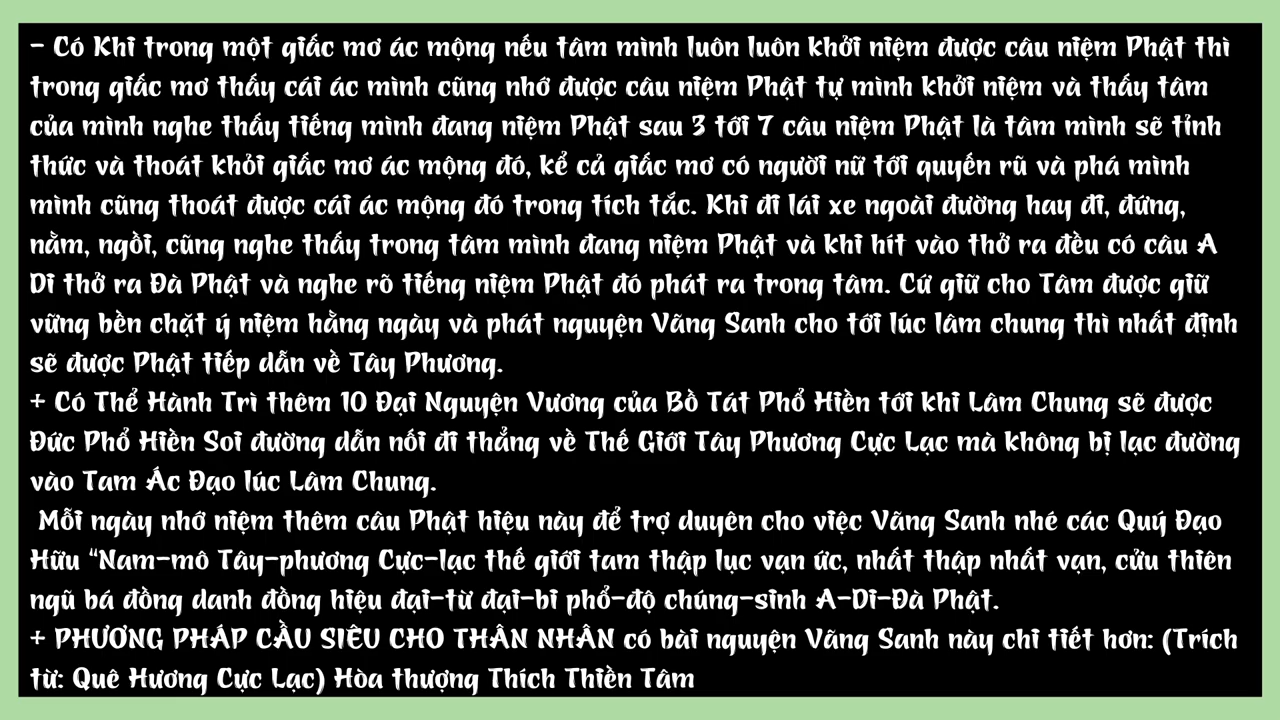 - Có Khi trong một giấc mơ ác mộng nếu tâm mình luôn luôn khởi niệm được câu niệm Phật thì
trong giấc mơ thấy cái ác mình cũng nhớ được câu niệm Phật tự mình khởi niệm và thấy tâm
của mình nghe thấy tiếng mình đang niệm Phật sau 3 tới 7 câu niệm Phật là tâm mình sẽ tỉnh
thức và thoát khỏi giấc mơ ác mộng đó, kể cả giấc mơ có người nữ tới quyến rũ và phá mình
mình cũng thoát được cái ác mộng đó trong tích tắc. Khi đi lái xe ngoài đường hay đi, đứng,
nằm, ngồi, cũng nghe thấy trong tâm mình đang niệm Phật và khi hít vào thở ra đều có câu A
Di thở ra Đà Phật và nghe rõ tiếng niệm Phật đó phát ra trong tâm. Cứ giữ cho Tâm được giữ
vững bền chặt ý niệm hằng ngày và phát nguyện Vãng Sanh cho tới lúc lâm chung thì nhất định
sẽ được Phật tiếp dẫn về Tây Phương.
+ Có Thể Hành Trì thêm 10 Đại Nguyện Vương của Bồ Tát Phổ Hiền tới khi Lâm Chung sẽ được
Đức Phổ Hiền Soi đường dẫn nối đi thẳng về Thế Giới Tây Phương Cực Lạc mà không bị lạc đường
vào Tam Ác Đạo lúc Lâm Chung.
Mỗi ngày nhớ niệm thêm câu Phật hiệu này để trợ duyên cho việc Vãng Sanh nhé các Quý Đạo
Hữu "Nam-mô Tây-phương Cực-lạc thế giới tam thập lục vạn ức, nhất thập nhất vạn, cửu thiên
ngũ bá đồng danh đồng hiệu đại-từ đại-bi phổ-độ chúng-sinh A-Di-Đà Phật.
+ PHƯƠNG PHÁP CẦU SIÊU CHO THÂN NHÂN có bài nguyện Vãng Sanh này chi tiết hơn: (Trích
từ: Quê Hương Cực Lạc) Hòa thượng Thích Thiền Tâm